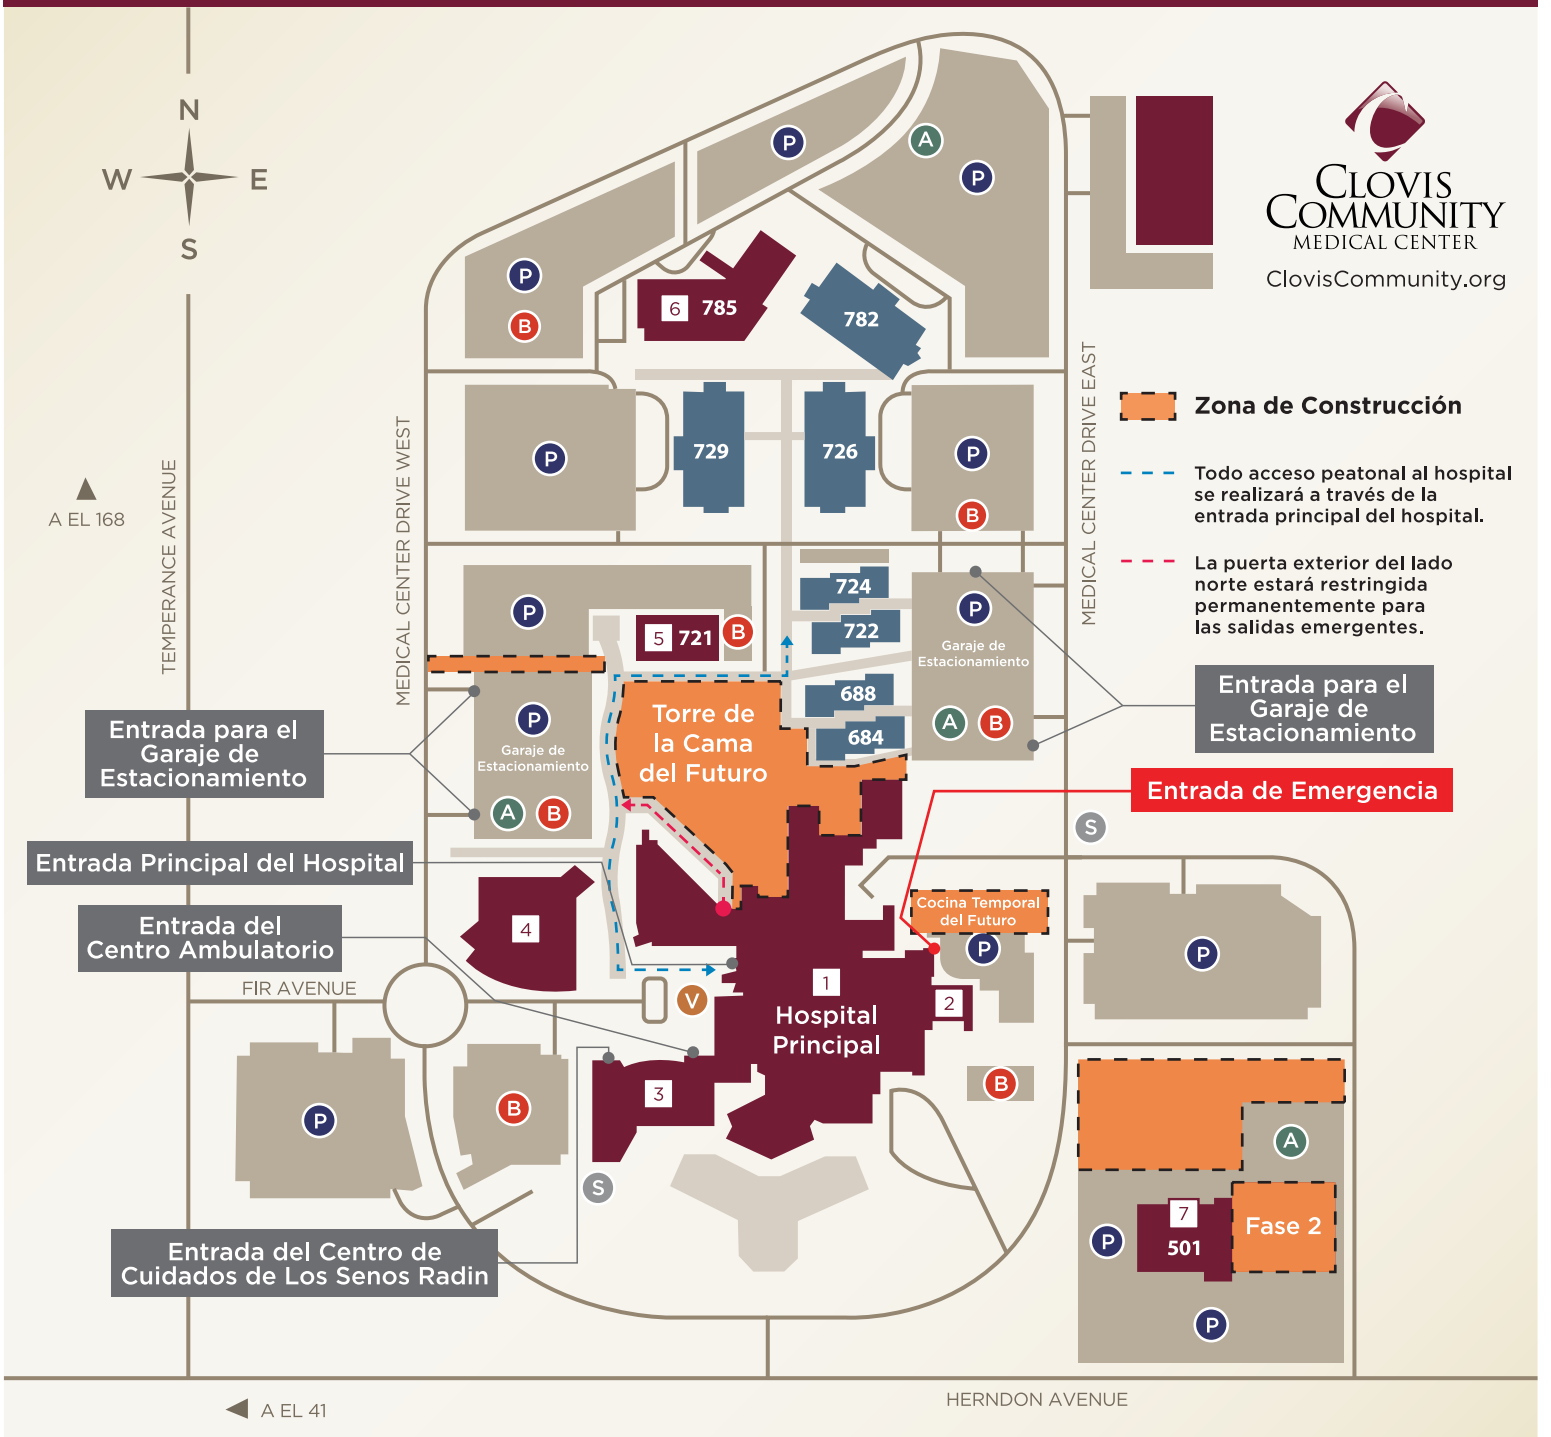 N
W
E
S
CLOVIS
COMMUNITY
MEDICAL CENTER
ClovisCommunity.org
Zona de Construcción
Todo acceso peatonal al hospital
se realizará a través de la
entrada principal del hospital.
La puerta exterior del lado
norte estará restringida
permanentemente para
las salidas emergentes.
P
A
P
P
B
6 785
782
MEDICAL CENTER DRIVE EAST
MEDICAL CENTER DRIVE WEST
TEMPERANCE AVENUE
A EL 168
P
729
726
P
B
724
722
P
5 721
B
P
Garaje de
Estacionamiento
A
B
688
684
Entrada para el
Garaje de
Estacionamiento
Entrada para el
Garaje de
Estacionamiento
P
Garaje de
Estacionamiento
A
B
Torre de
la Cama
del Futuro
Entrada de Emergencia
S
Entrada Principal del Hospital
Entrada del
Centro Ambulatorio
4
Cocina Temporal
del Futuro
P
P
FIR AVENUE
V
1
Hospital
Principal
2
3
B
P
B
S
A
7
501
Fase 2
P
P
Entrada del Centro de
Cuidados de Los Senos Radin
HERNDON AVENUE
A EL 41